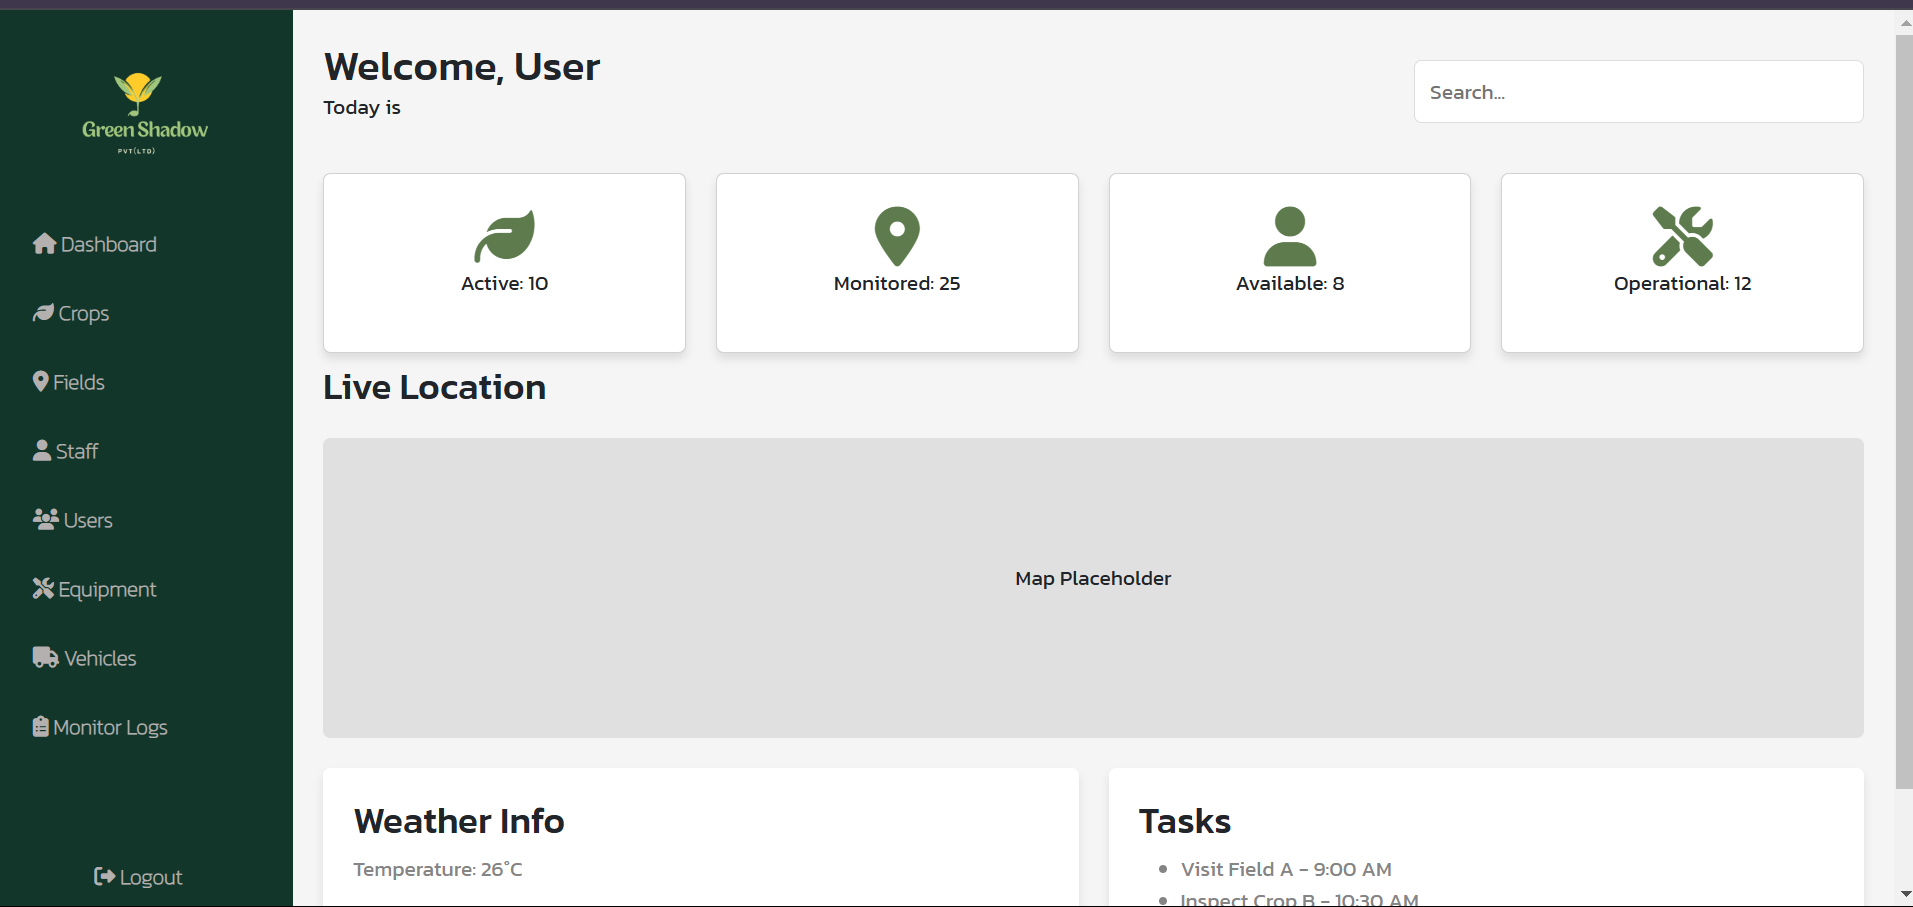 Green Shadow
PVT(LTD)
Dashboard
Crops
Fields
Staff
Users
Equipment
Vehicles
Monitor Logs
Logout
Welcome, User
Today is
Search...
Active: 10
Monitored: 25
Available: 8
Operational: 12
Live Location
Map Placeholder
Weather Info
Temperature: 26°C
Tasks
Visit Field A - 9:00 AM
Inspect Crop B - 10:30 AM